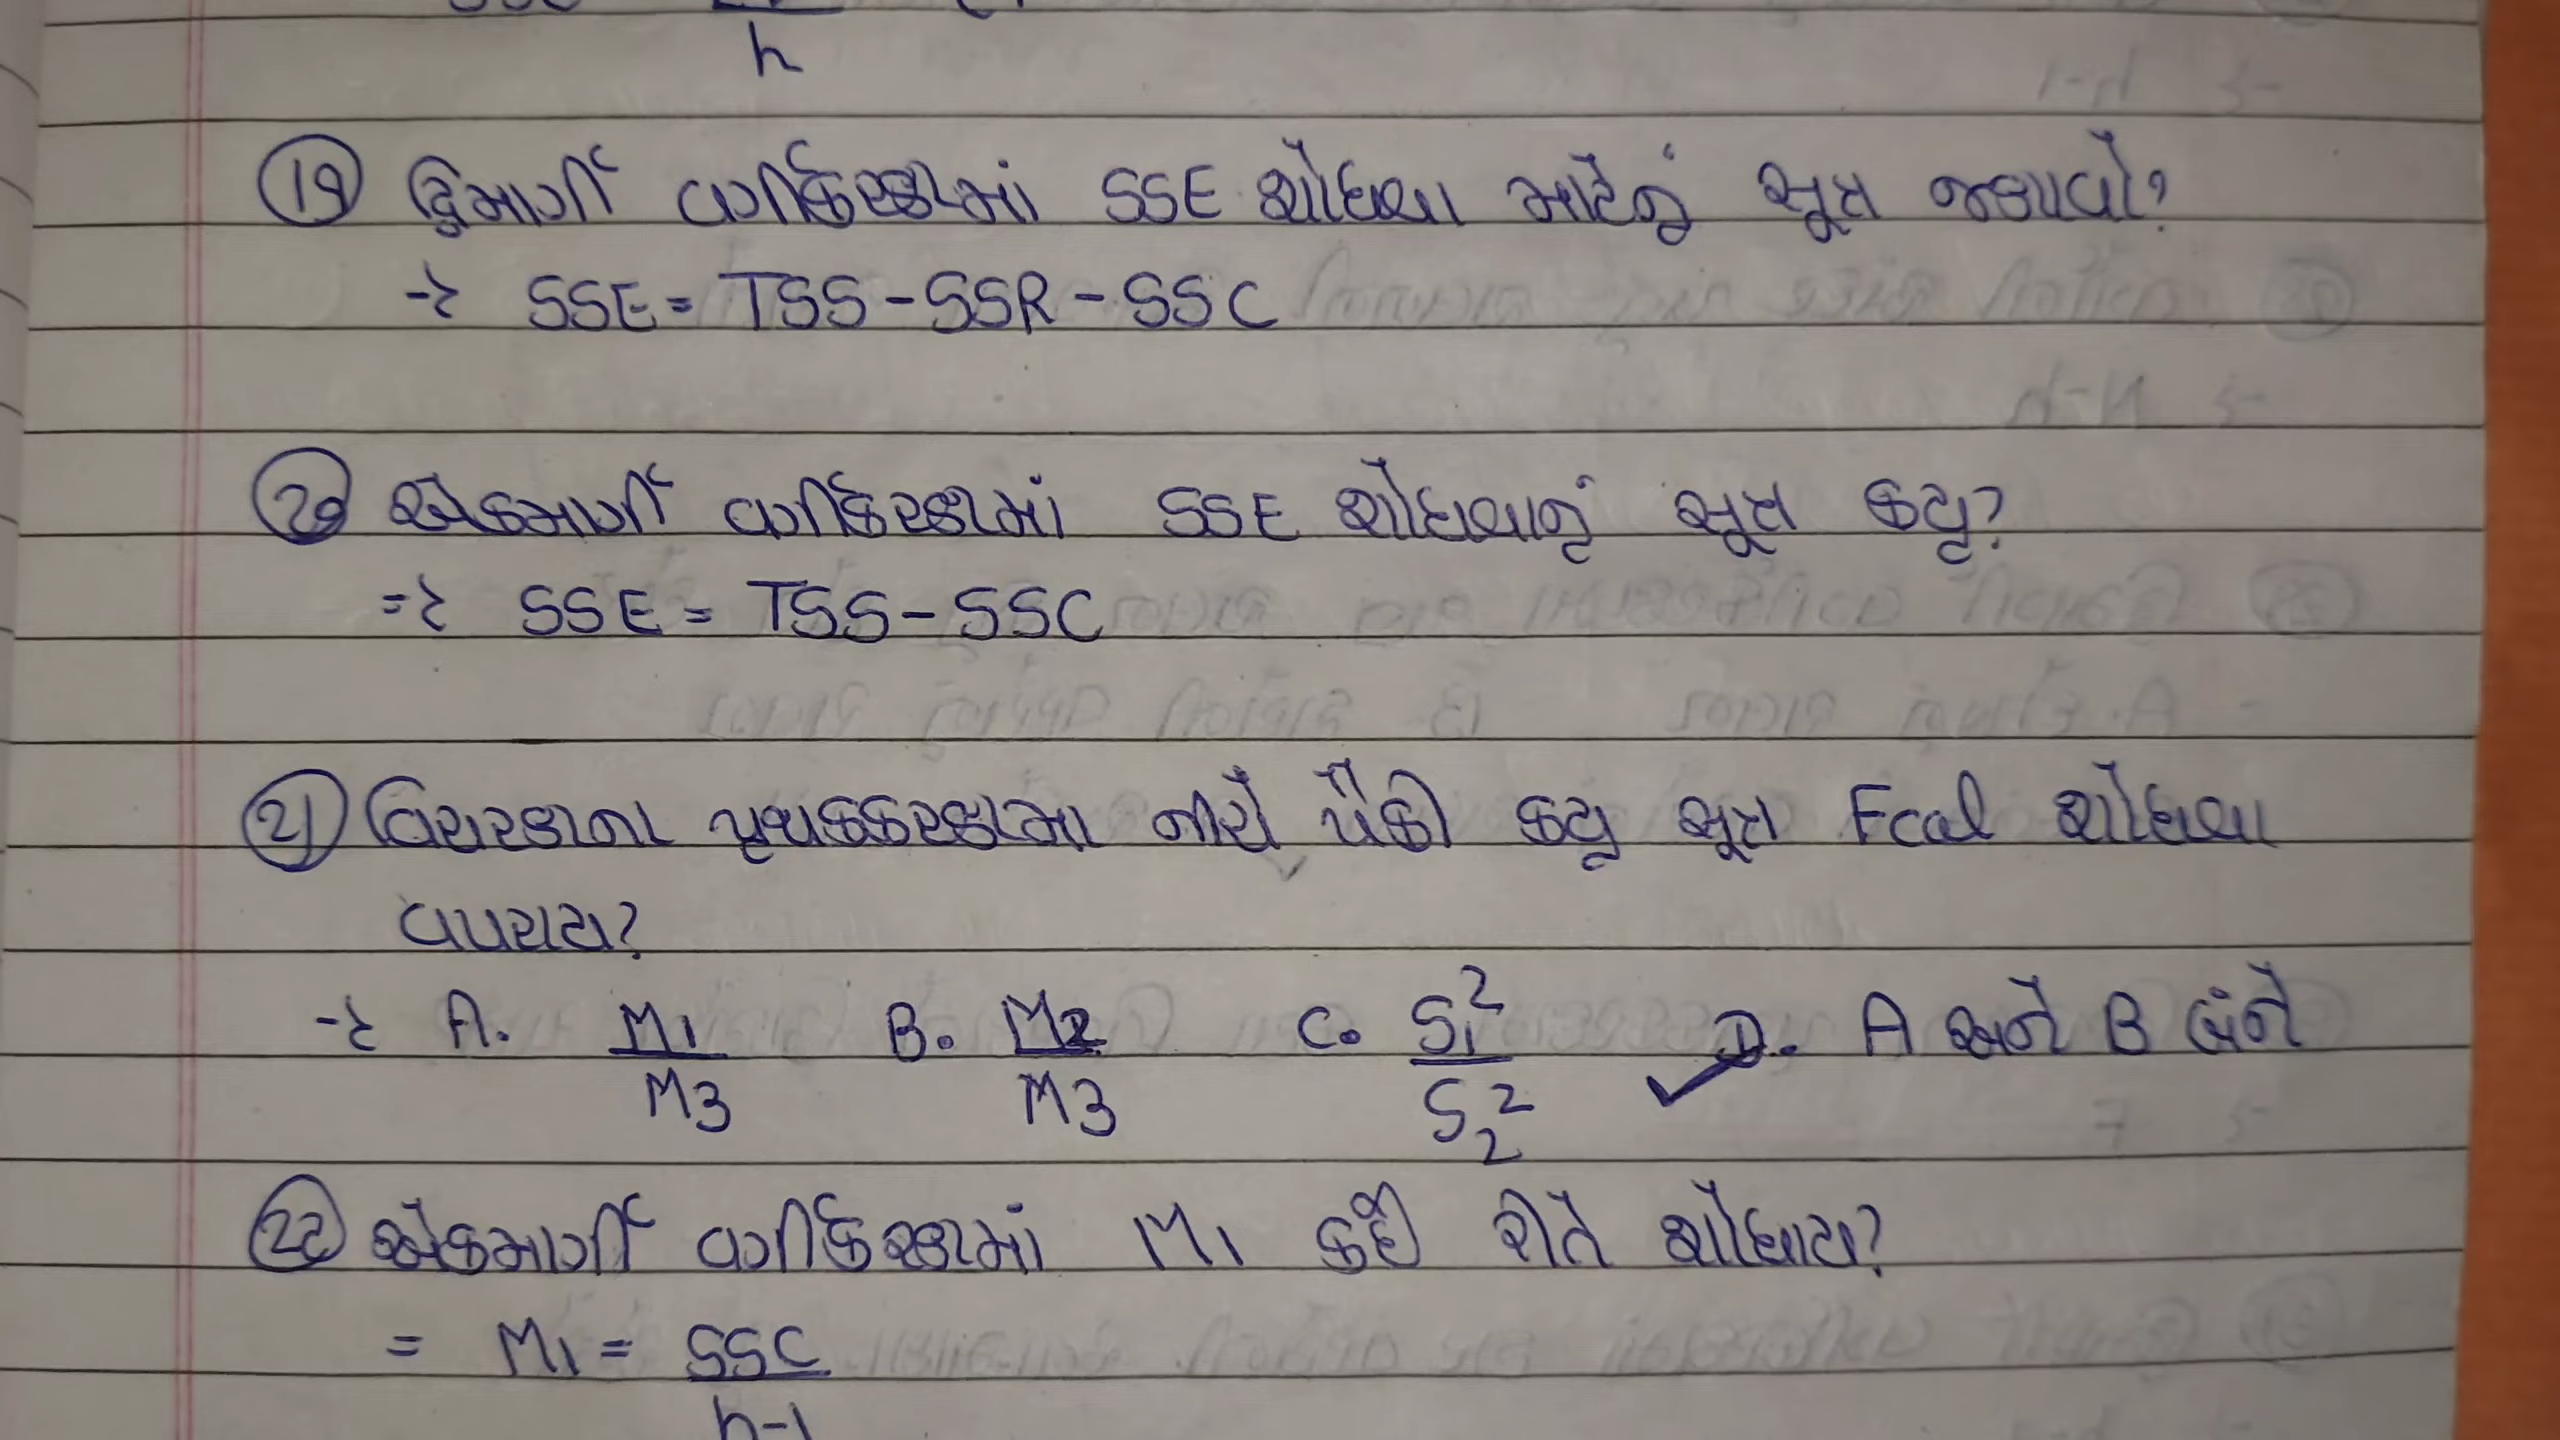 h
19 દ્વિમાર્ગી વર્ગીકરણમાં SSE શોધવા માટેનું સૂત્ર જણાવો?
→ SSE = TSS - SSR - SSC
20 એકમાર્ગી વર્ગીકરણમાં SSE શોધવાનું સૂત્ર કયુ?
⇒ SSE = TSS - SSC
21 વિચરણના પૃથક્કરણમા નીચે પૈકી કયુ સૂત્ર Fcal શોધવા
વપરાય?
→ A. M1/M3 B. M2/M3 C. S1²/S2² D. A અને B બંને
22 એકમાર્ગી વર્ગીકરણમાં M1 કઈ રીતે શોધાય?
= M1 = SSC/h-1